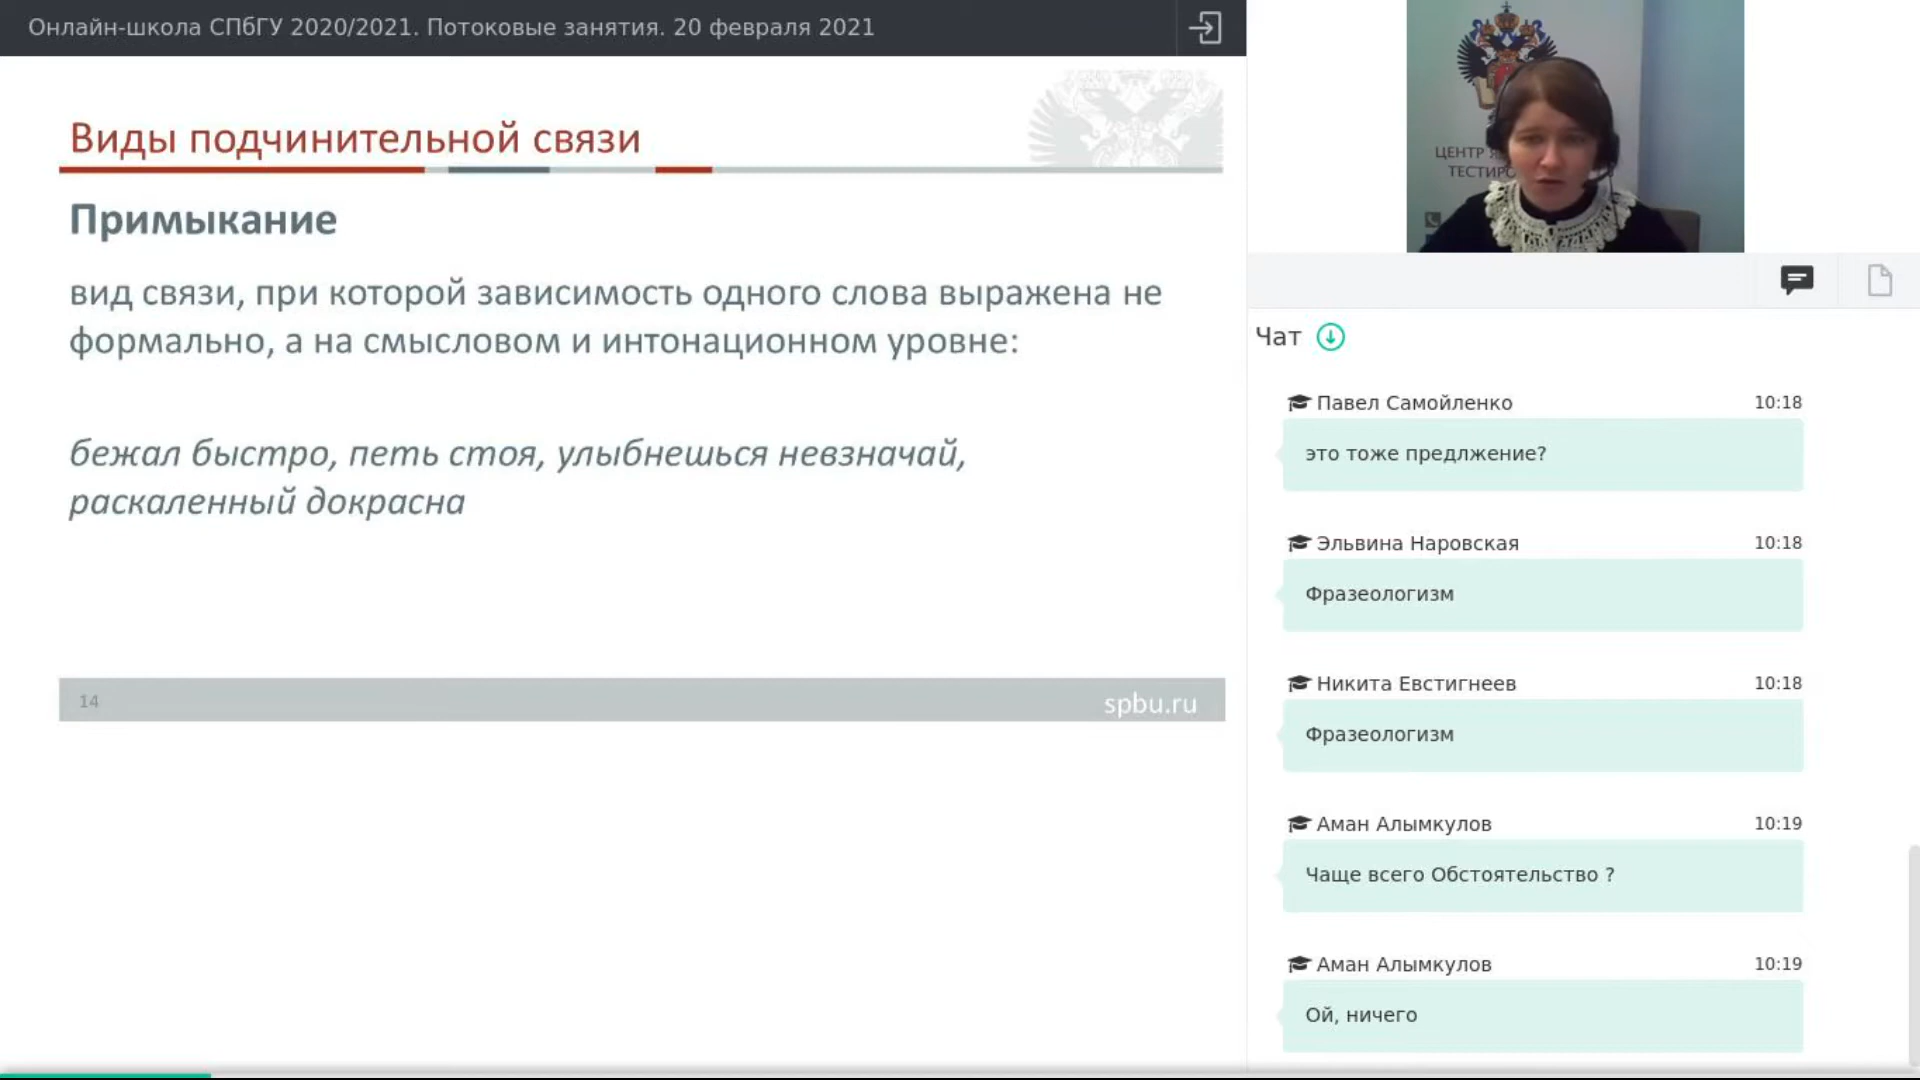 Онлайн-школа СПбГУ 2020/2021. Потоковые занятия. 20 февраля 2021
Виды подчинительной связи
Примыкание
вид связи, при которой зависимость одного слова выражена не
формально, а на смысловом и интонационном уровне:
бежал быстро, петь стоя, улыбнешься невзначай,
раскаленный докрасна
14
spbu.ru
ЦЕНТР
Чат
Павел Самойленко 10:18
это тоже предлжение?
Эльвина Наровская 10:18
Фразеологизм
Никита Евстигнеев 10:18
Фразеологизм
Аман Алымкулов 10:19
Чаще всего Обстоятельство ?
Аман Алымкулов 10:19
Ой, ничего